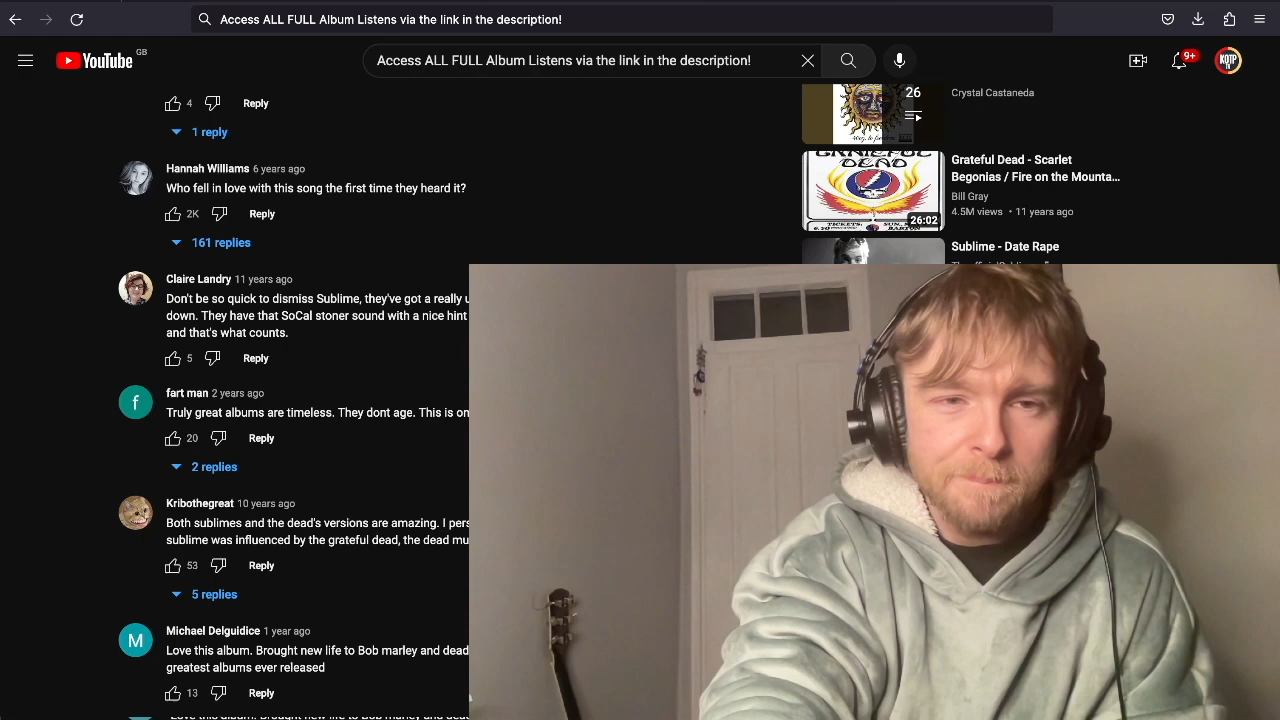 Access ALL FULL Album Listens via the link in the description!
YouTube GB
Access ALL FULL Album Listens via the link in the description!
9+
KOTP
4
Reply
1 reply
Hannah Williams 6 years ago
Who fell in love with this song the first time they heard it?
2K
Reply
161 replies
Claire Landry 11 years ago
Don't be so quick to dismiss Sublime, they've got a really u
down. They have that SoCal stoner sound with a nice hint
and that's what counts.
5
Reply
fart man 2 years ago
Truly great albums are timeless. They dont age. This is on
20
Reply
2 replies
Kribothegreat 10 years ago
Both sublimes and the dead's versions are amazing. I pers
sublime was influenced by the grateful dead, the dead mu
53
Reply
5 replies
M
Michael Delguidice 1 year ago
Love this album. Brought new life to Bob marley and dead
greatest albums ever released
13
Reply
26
Crystal Castaneda
GRATEFUL
DEAD
TICKETS
26:02
Grateful Dead - Scarlet
Begonias / Fire on the Mounta...
Bill Gray
4.5M views • 11 years ago
Sublime - Date Rape